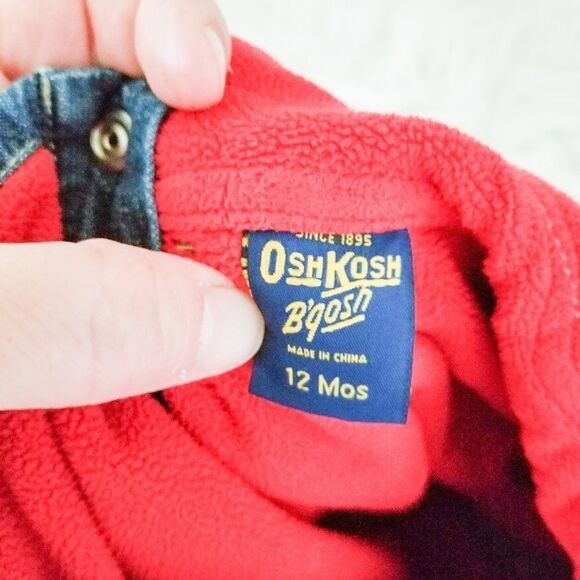 SINCE 1895
OSHKOSH
B'gosh
MADE IN CHINA
12 MOS